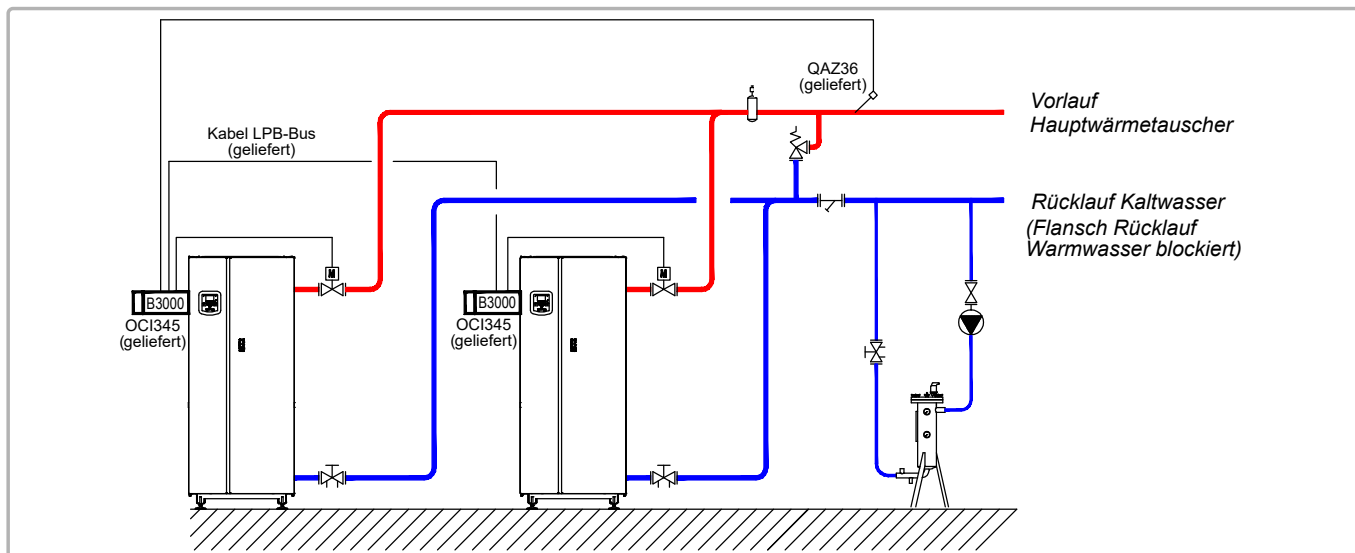 QAZ36
(geliefert)
Vorlauf
Hauptwärmetauscher
Kabel LPB-Bus
(geliefert)
Rücklauf Kaltwasser
(Flansch Rücklauf
Warmwasser blockiert)
M
M
B3000
OCI345
(geliefert)
B3000
OCI345
(geliefert)